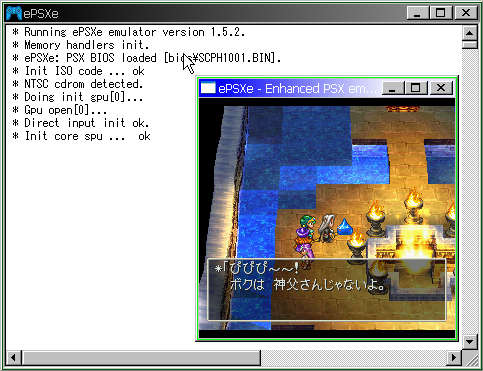 ePSXe
* Running ePSXe emulator version 1.5.2.
* Memory handlers init.
* ePSXe: PSX BIOS loaded [bios¥SCPH1001.BIN].
* Init ISO code ... ok
* NTSC cdrom detected.
* Doing init gpu[0]...
* Gpu open[0]...
* Direct input init ok.
* Init core spu ... ok
ePSXe - Enhanced PSX em...
*「ぴぴぴ～～!
ボクは 神父さんじゃないよ。